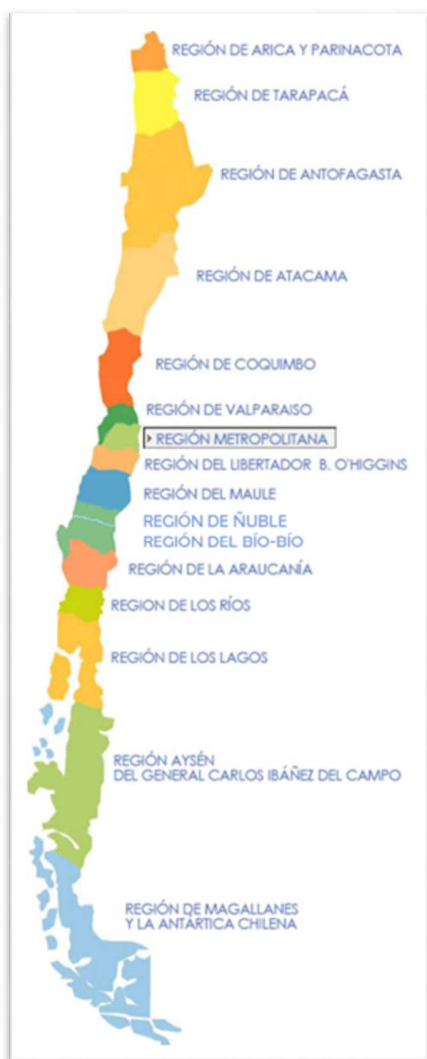 REGIÓN DE ARICA Y PARINACOTA
REGIÓN DE TARAPACÁ
REGIÓN DE ANTOFAGASTA
REGIÓN DE ATACAMA
REGIÓN DE COQUIMBO
REGIÓN DE VALPARAISO
REGIÓN METROPOLITANA
REGIÓN DEL LIBERTADOR B. O'HIGGINS
REGIÓN DEL MAULE
REGIÓN DE ÑUBLE
REGIÓN DEL BÍO-BÍO
REGIÓN DE LA ARAUCANÍA
REGION DE LOS RÍOS
REGIÓN DE LOS LAGOS
REGIÓN AYSÉN
DEL GENERAL CARLOS IBÁÑEZ DEL CAMPO
REGIÓN DE MAGALLANES
Y LA ANTÁRTICA CHILENA